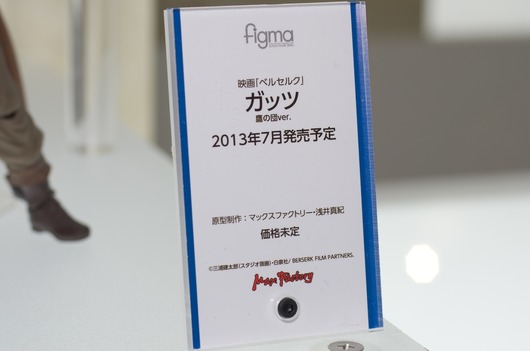 figma
映画「ベルセルク」
ガッツ
鷹の団ver.
2013年7月発売予定
原型制作：マックスファクトリー・浅井真紀
価格未定
©三浦建太郎(スタジオ我画)・白泉社/ BERSERK FILM PARTNERS.
Max Factory